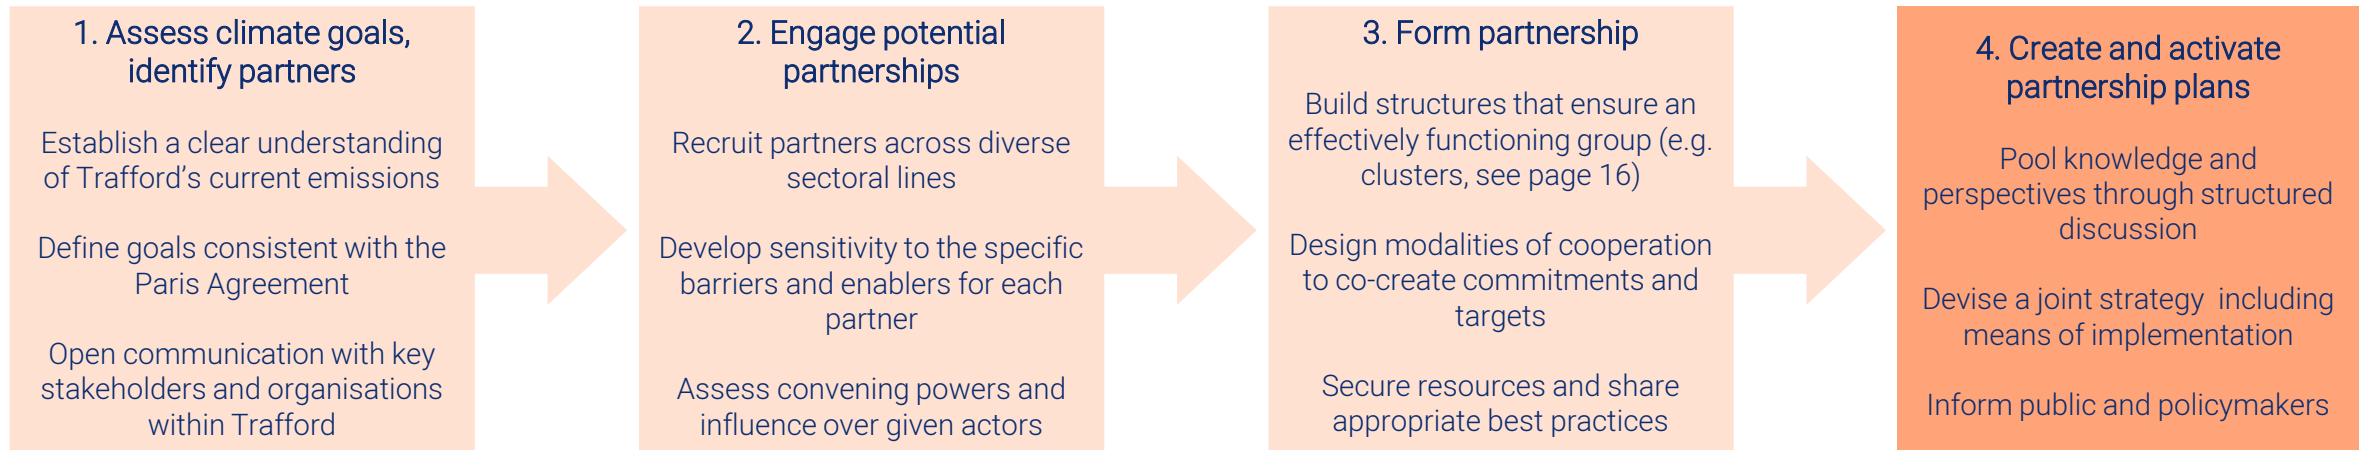 1. Assess climate goals,
identify partners
Establish a clear understanding
of Trafford's current emissions
Define goals consistent with the
Paris Agreement
Open communication with key
stakeholders and organisations
within Trafford
2. Engage potential
partnerships
Recruit partners across diverse
sectoral lines
Develop sensitivity to the specific
barriers and enablers for each
partner
Assess convening powers and
influence over given actors
3. Form partnership
Build structures that ensure an
effectively functioning group (e.g.
clusters, see page 16)
Design modalities of cooperation
to co-create commitments and
targets
Secure resources and share
appropriate best practices
4. Create and activate
partnership plans
Pool knowledge and
perspectives through structured
discussion
Devise a joint strategy  including
means of implementation
Inform public and policymakers